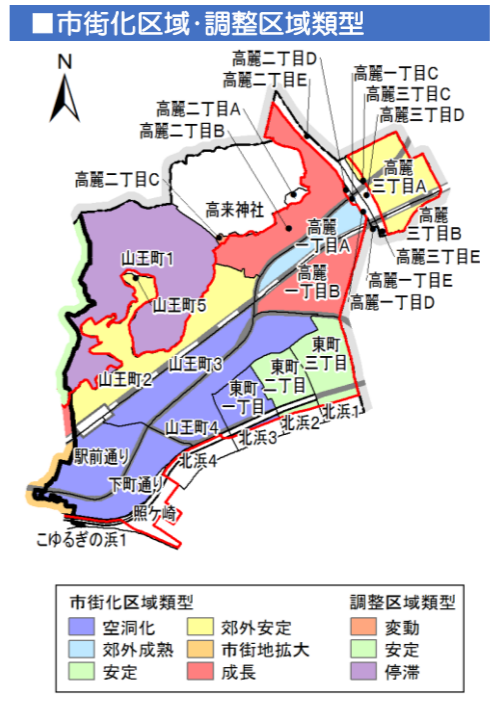 ■市街化区域･調整区域類型
N
高麗二丁目D
高麗二丁目E
高麗一丁目C
高麗三丁目C
高麗三丁目D
高麗二丁目A
高麗二丁目B
高麗二丁目C
高来神社
高麗
三丁目A
高麗
三丁目B
高麗
一丁目A
高麗三丁目E
高麗一丁目E
高麗一丁目D
高麗
一丁目B
山王町1
山王町5
山王町2
山王町3
山王町4
東町
三丁目
東町
二丁目
東町
一丁目
北浜1
北浜2
北浜3
北浜4
駅前通り
下町通り
照ケ崎
こゆるぎの浜1
市街化区域類型
調整区域類型
空洞化
郊外安定
変動
郊外成熟
市街地拡大
安定
安定
成長
停滞